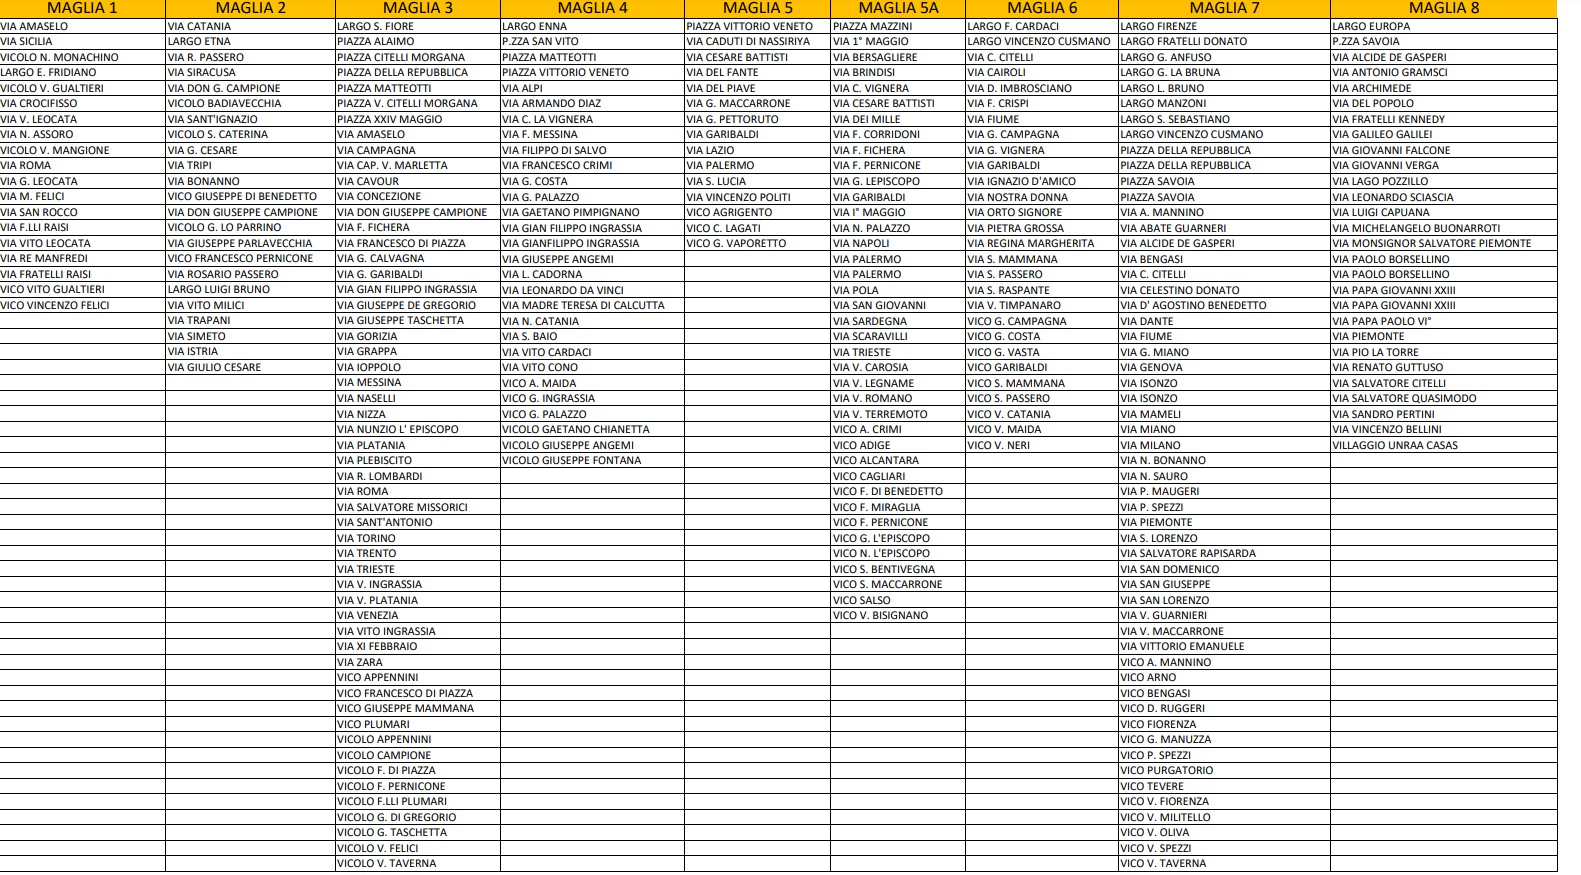 MAGLIA 1 MAGLIA 2 MAGLIA 3 MAGLIA 4 MAGLIA 5 MAGLIA 5A MAGLIA 6 MAGLIA 7 MAGLIA 8
VIA AMASELO VIA CATANIA LARGO S. FIORE LARGO ENNA PIAZZA VITTORIO VENETO PIAZZA MAZZINI LARGO F. CARDACI LARGO FIRENZE LARGO EUROPA
VIA SICILIA LARGO ETNA PIAZZA ALAIMO P.ZZA SAN VITO VIA CADUTI DI NASSIRIYA VIA 1° MAGGIO LARGO VINCENZO CUSMANO LARGO FRATELLI DONATO P.ZZA SAVOIA
VICOLO N. MONACHINO VIA R. PASSERO PIAZZA CITELLI MORGANA PIAZZA MATTEOTTI VIA CESARE BATTISTI VIA BERSAGLIERE VIA C. CITELLI LARGO G. ANFUSO VIA ALCIDE DE GASPERI
LARGO E. FRIDIANO VIA SIRACUSA PIAZZA DELLA REPUBBLICA PIAZZA VITTORIO VENETO VIA DEL FANTE VIA BRINDISI VIA CAIROLI LARGO G. LA BRUNA VIA ANTONIO GRAMSCI
VICOLO V. GUALTIERI VIA DON G. CAMPIONE PIAZZA MATTEOTTI VIA ALPI VIA DEL PIAVE VIA C. VIGNERA VIA D. IMBROSCIANO LARGO L. BRUNO VIA ARCHIMEDE
VIA CROCIFISSO VICOLO BADIAVECCHIA PIAZZA V. CITELLI MORGANA VIA ARMANDO DIAZ VIA G. MACCARRONE VIA CESARE BATTISTI VIA F. CRISPI LARGO MANZONI VIA DEL POPOLO
VIA V. LEOCATA VIA SANT'IGNAZIO PIAZZA XXIV MAGGIO VIA C. LA VIGNERA VIA G. PETTORUTO VIA DEI MILLE VIA FIUME LARGO S. SEBASTIANO VIA FRATELLI KENNEDY
VIA N. ASSORO VICOLO S. CATERINA VIA AMASELO VIA F. MESSINA VIA GARIBALDI VIA F. CORRIDONI VIA G. CAMPAGNA LARGO VINCENZO CUSMANO VIA GALILEO GALILEI
VICOLO V. MANGIONE VIA G. CESARE VIA CAMPAGNA VIA FILIPPO DI SALVO VIA LAZIO VIA F. FICHERA VIA G. VIGNERA PIAZZA DELLA REPUBBLICA VIA GIOVANNI FALCONE
VIA ROMA VIA TRIPI VIA CAP. V. MARLETTA VIA FRANCESCO CRIMI VIA PALERMO VIA F. PERNICONE VIA GARIBALDI PIAZZA DELLA REPUBBLICA VIA GIOVANNI VERGA
VIA G. LEOCATA VIA BONANNO VIA CAVOUR VIA G. COSTA VIA S. LUCIA VIA G. LEPISCOPO VIA IGNAZIO D'AMICO PIAZZA SAVOIA VIA LAGO POZZILLO
VIA M. FELICI VICO GIUSEPPE DI BENEDETTO VIA CONCEZIONE VIA G. PALAZZO VIA VINCENZO POLITI VIA GARIBALDI VIA NOSTRA DONNA PIAZZA SAVOIA VIA LEONARDO SCIASCIA
VIA SAN ROCCO VIA DON GIUSEPPE CAMPIONE VIA DON GIUSEPPE CAMPIONE VIA GAETANO PIMPIGNANO VICO AGRIGENTO VIA I° MAGGIO VIA ORTO SIGNORE VIA A. MANNINO VIA LUIGI CAPUANA
VIA F.LLI RAISI VICOLO G. LO PARRINO VIA F. FICHERA VIA GIAN FILIPPO INGRASSIA VICO C. LAGATI VIA N. PALAZZO VIA PIETRA GROSSA VIA ABATE GUARNERI VIA MICHELANGELO BUONARROTI
VIA VITO LEOCATA VIA GIUSEPPE PARLAVECCHIA VIA FRANCESCO DI PIAZZA VIA GIANFILIPPO INGRASSIA VICO G. VAPORETTO VIA NAPOLI VIA REGINA MARGHERITA VIA ALCIDE DE GASPERI VIA MONSIGNOR SALVATORE PIEMONTE
VIA RE MANFREDI VICO FRANCESCO PERNICONE VIA G. CALVAGNA VIA GIUSEPPE ANGEMI VIA PALERMO VIA S. MAMMANA VIA BENGASI VIA PAOLO BORSELLINO
VIA FRATELLI RAISI VIA ROSARIO PASSERO VIA G. GARIBALDI VIA L. CADORNA VIA PALERMO VIA S. PASSERO VIA C. CITELLI VIA PAOLO BORSELLINO
VICO VITO GUALTIERI LARGO LUIGI BRUNO VIA GIAN FILIPPO INGRASSIA VIA LEONARDO DA VINCI VIA POLA VIA S. RASPANTE VIA CELESTINO DONATO VIA PAPA GIOVANNI XXIII
VICO VINCENZO FELICI VIA VITO MILICI VIA GIUSEPPE DE GREGORIO VIA MADRE TERESA DI CALCUTTA VIA SAN GIOVANNI VIA V. TIMPANARO VIA D' AGOSTINO BENEDETTO VIA PAPA GIOVANNI XXIII
VIA TRAPANI VIA GIUSEPPE TASCHETTA VIA N. CATANIA VIA SARDEGNA VICO G. CAMPAGNA VIA DANTE VIA PAPA PAOLO VI°
VIA SIMETO VIA GORIZIA VIA S. BAIO VIA SCARAVILLI VICO G. COSTA VIA FIUME VIA PIEMONTE
VIA ISTRIA VIA GRAPPA VIA VITO CARDACI VIA TRIESTE VICO G. VASTA VIA G. MIANO VIA PIO LA TORRE
VIA GIULIO CESARE VIA IOPPOLO VIA VITO CONO VIA V. CAROSIA VICO GARIBALDI VIA GENOVA VIA RENATO GUTTUSO
VIA MESSINA VICO A. MAIDA VIA V. LEGNAME VICO S. MAMMANA VIA ISONZO VIA SALVATORE CITELLI
VIA NASELLI VICO G. INGRASSIA VIA V. ROMANO VICO S. PASSERO VIA ISONZO VIA SALVATORE QUASIMODO
VIA NIZZA VICO G. PALAZZO VIA V. TERREMOTO VICO V. CATANIA VIA MAMELI VIA SANDRO PERTINI
VIA NUNZIO L' EPISCOPO VICOLO GAETANO CHIANETTA VICO A. CRIMI VICO V. MAIDA VIA MIANO VIA VINCENZO BELLINI
VIA PLATANIA VICOLO GIUSEPPE ANGEMI VICO ADIGE VICO V. NERI VIA MILANO VILLAGGIO UNRAA CASAS
VIA PLEBISCITO VICOLO GIUSEPPE FONTANA VICO ALCANTARA VIA N. BONANNO
VIA R. LOMBARDI VICO CAGLIARI VIA N. SAURO
VIA ROMA VICO F. DI BENEDETTO VIA P. MAUGERI
VIA SALVATORE MISSORICI VICO F. MIRAGLIA VIA P. SPEZZI
VIA SANT'ANTONIO VICO F. PERNICONE VIA PIEMONTE
VIA TORINO VICO G. L'EPISCOPO VIA S. LORENZO
VIA TRENTO VICO N. L'EPISCOPO VIA SALVATORE RAPISARDA
VIA TRIESTE VICO S. BENTIVEGNA VIA SAN DOMENICO
VIA V. INGRASSIA VICO S. MACCARRONE VIA SAN GIUSEPPE
VIA V. PLATANIA VICO SALSO VIA SAN LORENZO
VIA VENEZIA VICO V. BISIGNANO VIA V. GUARNIERI
VIA VITO INGRASSIA VIA V. MACCARRONE
VIA XI FEBBRAIO VIA VITTORIO EMANUELE
VIA ZARA VICO A. MANNINO
VICO APPENNINI VICO ARNO
VICO FRANCESCO DI PIAZZA VICO BENGASI
VICO GIUSEPPE MAMMANA VICO D. RUGGERI
VICO PLUMARI VICO FIORENZA
VICOLO APPENNINI VICO G. MANUZZA
VICOLO CAMPIONE VICO P. SPEZZI
VICOLO F. DI PIAZZA VICO PURGATORIO
VICOLO F. PERNICONE VICO TEVERE
VICOLO F.LLI PLUMARI VICO V. FIORENZA
VICOLO G. DI GREGORIO VICO V. MILITELLO
VICOLO G. TASCHETTA VICO V. OLIVA
VICOLO V. FELICI VICO V. SPEZZI
VICOLO V. TAVERNA VICO V. TAVERNA